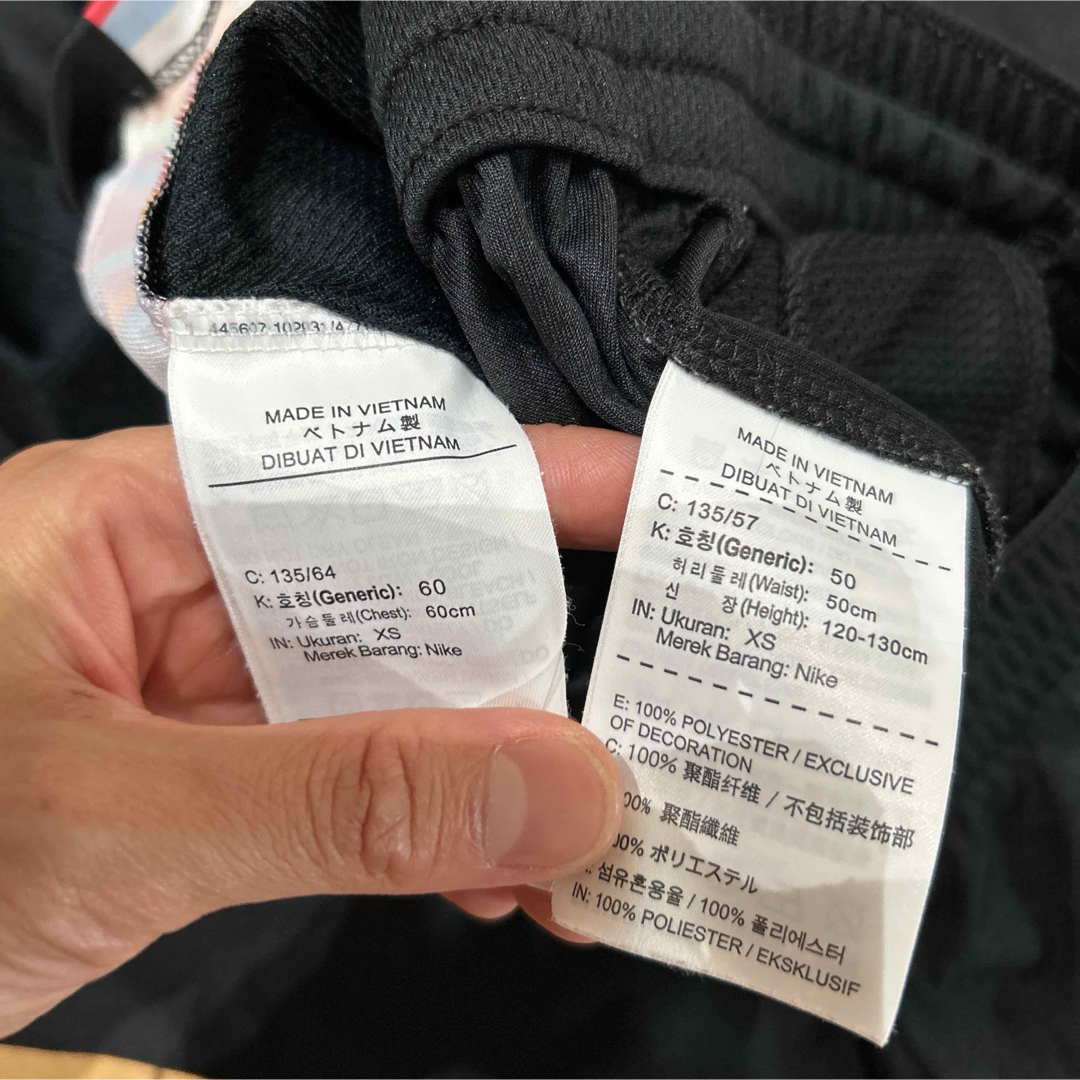 MADE IN VIETNAM
ベトナム製
DIBUAT DI VIETNAM
C: 135/64
K: 호칭(Generic): 60
가슴둘레(Chest): 60cm
IN: Ukuran: XS
Merek Barang: Nike
MADE IN VIETNAM
ベトナム製
DIBUAT DI VIETNAM
C: 135/57
K: 호칭(Generic): 50
허리둘레(Waist): 50cm
신 장(Height): 120-130cm
IN: Ukuran: XS
Merek Barang: Nike
E: 100% POLYESTER / EXCLUSIVE
OF DECORATION
C: 100% 聚酯纤维 / 不包括装饰部
聚酯纖維
ポリエステル
섬유혼용율 / 100% 폴리에스터
IN: 100% POLIESTER / EKSKLUSIF